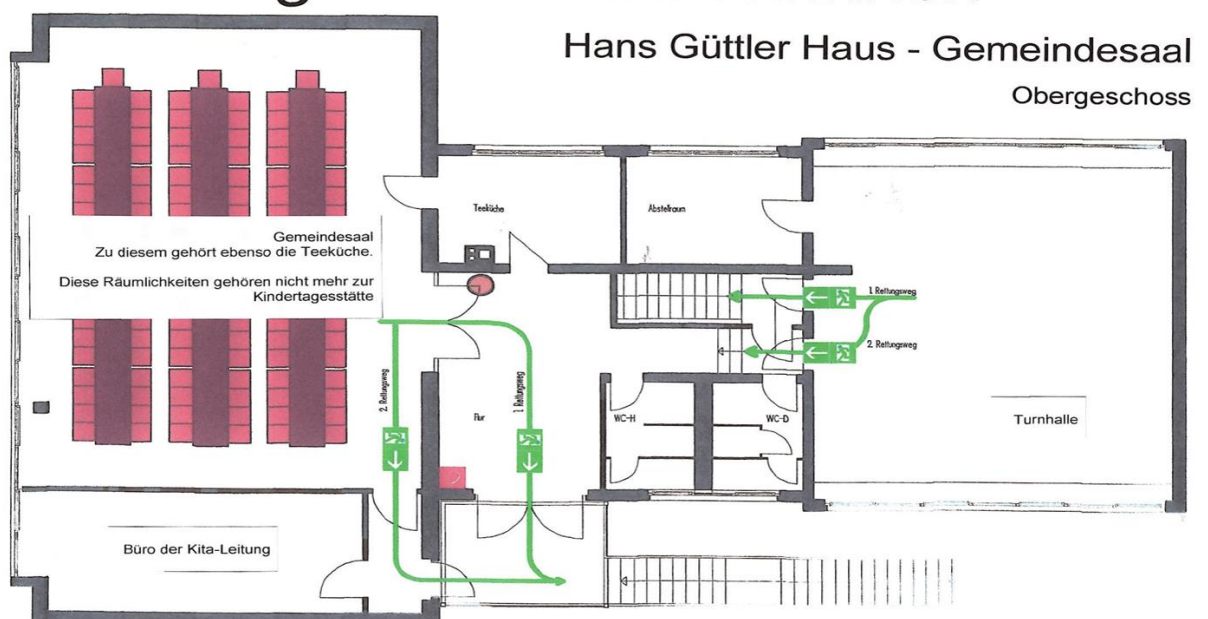 Hans Güttler Haus - Gemeindesaal
Obergeschoss
Teeküche
Abstellraum
Gemeindesaal
Zu diesem gehört ebenso die Teeküche.
Diese Räumlichkeiten gehören nicht mehr zur
Kindertagesstätte
1. Rettungsweg
2. Rettungsweg
2. Rettungsweg
1. Rettungsweg
Flur
WC-H
WC-D
Turnhalle
Büro der Kita-Leitung